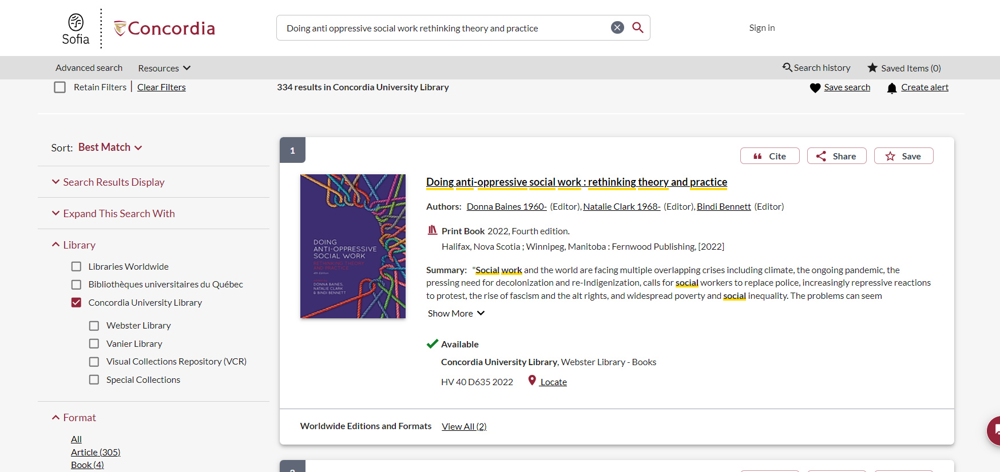 Sofia
Concordia
Doing anti oppressive social work rethinking theory and practice
Sign in
Advanced search
Resources
Search history
Saved Items (0)
Retain Filters
Clear Filters
334 results in Concordia University Library
Save search
Create alert
Sort: Best Match
Search Results Display
Expand This Search With
Library
Libraries Worldwide
Bibliothèques universitaires du Québec
Concordia University Library
Webster Library
Vanier Library
Visual Collections Repository (VCR)
Special Collections
Format
All
Article (305)
Book (4)
1
Cite
Share
Save
DOING
ANTI-OPPRESSIVE
SOCIAL WORK
RETHINKING THEORY
AND PRACTICE
4th Edition
DONNA BAINES,
NATALIE CLARK
& BINDI BENNETT
Doing anti-oppressive social work : rethinking theory and practice
Authors: Donna Baines 1960- (Editor), Natalie Clark 1968- (Editor), Bindi Bennett (Editor)
Print Book 2022, Fourth edition.
Halifax, Nova Scotia ; Winnipeg, Manitoba : Fernwood Publishing, [2022]
Summary: "Social work and the world are facing multiple overlapping crises including climate, the ongoing pandemic, the
pressing need for decolonization and re-Indigenization, calls for social workers to replace police, increasingly repressive reactions
to protest, the rise of fascism and the alt rights, and widespread poverty and social inequality. The problems can seem
Show More
Available
Concordia University Library, Webster Library - Books
HV 40 D635 2022
Locate
Worldwide Editions and Formats
View All (2)